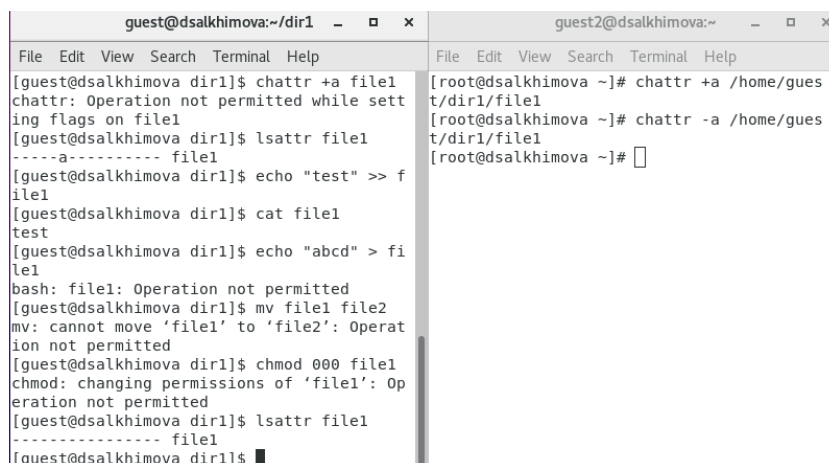 guest@dsalkhimova:~/dir1
File Edit View Search Terminal Help
[guest@dsalkhimova dir1]$ chattr +a file1
chattr: Operation not permitted while sett
ing flags on file1
[guest@dsalkhimova dir1]$ lsattr file1
-----a---------- file1
[guest@dsalkhimova dir1]$ echo "test" >> f
ile1
[guest@dsalkhimova dir1]$ cat file1
test
[guest@dsalkhimova dir1]$ echo "abcd" > fi
le1
bash: file1: Operation not permitted
[guest@dsalkhimova dir1]$ mv file1 file2
mv: cannot move ‘file1’ to ‘file2’: Operat
ion not permitted
[guest@dsalkhimova dir1]$ chmod 000 file1
chmod: changing permissions of ‘file1’: Op
eration not permitted
[guest@dsalkhimova dir1]$ lsattr file1
---------------- file1
[guest@dsalkhimova dir1]$
guest2@dsalkhimova:~
File Edit View Search Terminal Help
[root@dsalkhimova ~]# chattr +a /home/gues
t/dir1/file1
[root@dsalkhimova ~]# chattr -a /home/gues
t/dir1/file1
[root@dsalkhimova ~]#